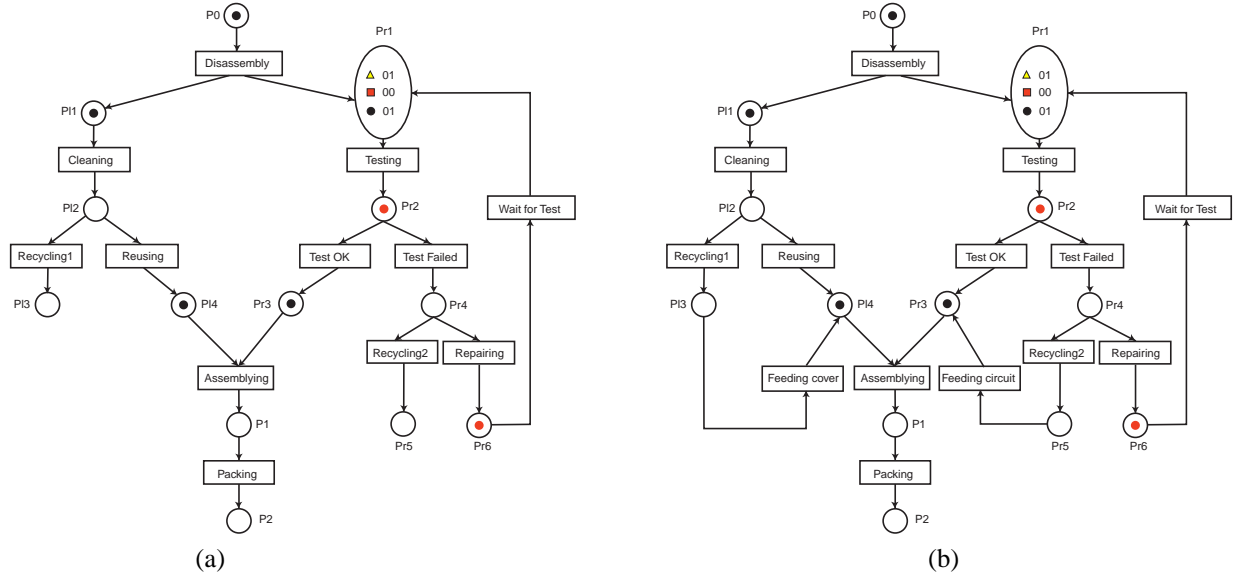 P0
Disassembly
Pr1
01
00
01
Pl1
Cleaning
Testing
Pl2
Pr2
Wait for Test
Recycling1
Reusing
Test OK
Test Failed
Pl3
Pl4
Pr3
Pr4
Recycling2
Repairing
Assemblying
P1
Pr5
Pr6
Packing
P2
(a)
P0
Disassembly
Pr1
01
00
01
Pl1
Cleaning
Testing
Pl2
Pr2
Wait for Test
Recycling1
Reusing
Test OK
Test Failed
Pl3
Pl4
Pr3
Pr4
Recycling2
Repairing
Feeding cover
Assemblying
Feeding circuit
P1
Pr5
Pr6
Packing
P2
(b)